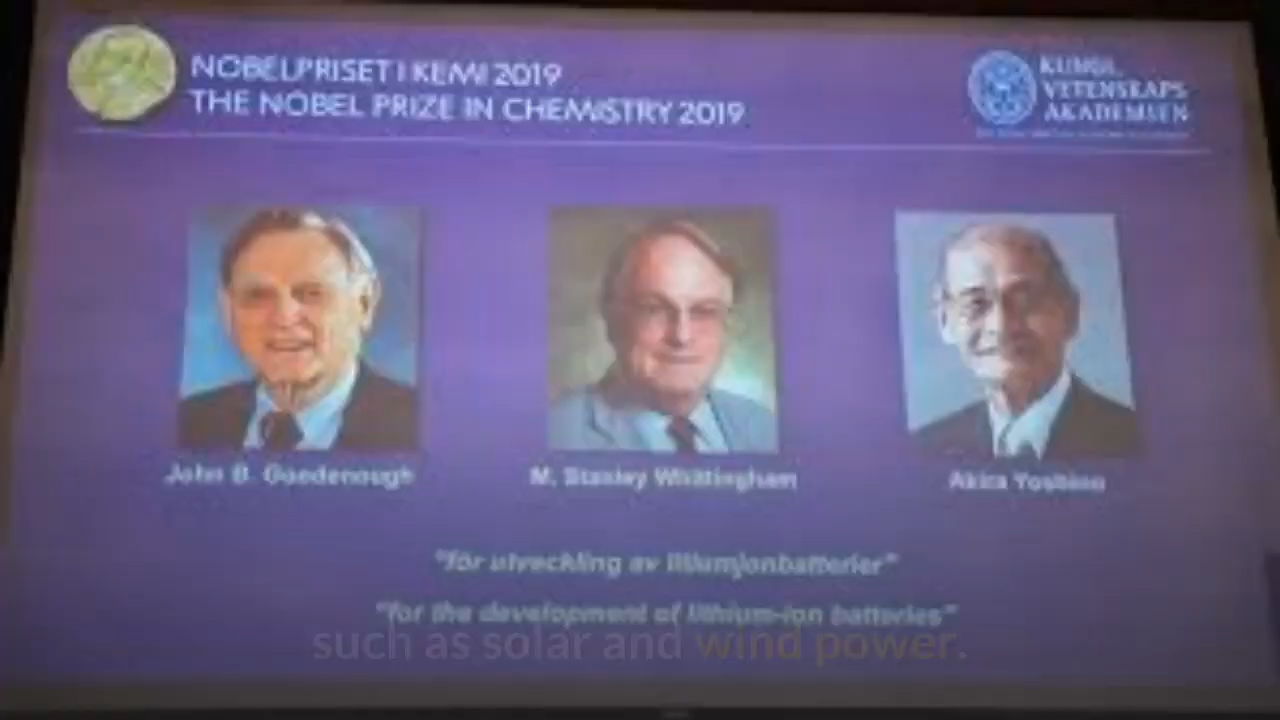 NOBELPRISET I KEMI 2019
THE NOBEL PRIZE IN CHEMISTRY 2019
KUNGL.
VETENSKAPS
AKADEMIEN
John B. Goodenough
M. Stanley Whittingham
Akira Yoshino
"för utveckling av litiumjonbatterier"
"for the development of lithium-ion batteries"
such as solar and wind power.